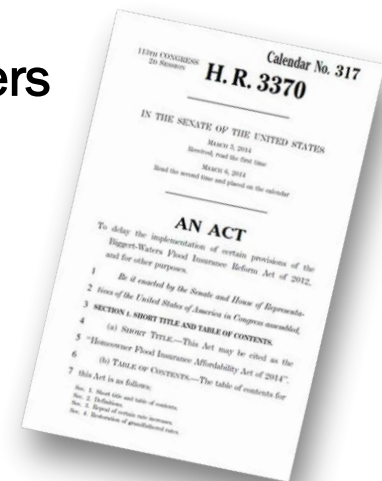 ers
113TH CONGRESS
2D SESSION
Calendar No. 317
H. R. 3370
IN THE SENATE OF THE UNITED STATES
MARCH 5, 2014
Received; read the first time
MARCH 6, 2014
Read the second time and placed on the calendar
AN ACT
To delay the implementation of certain provisions of the
Biggert-Waters Flood Insurance Reform Act of 2012,
and for other purposes.
1 Be it enacted by the Senate and House of Representa-
2 tives of the United States of America in Congress assembled,
3 SECTION 1. SHORT TITLE AND TABLE OF CONTENTS.
4 (a) SHORT TITLE.—This Act may be cited as the
5 “Homeowner Flood Insurance Affordability Act of 2014”.
6 (b) TABLE OF CONTENTS.—The table of contents for
7 this Act is as follows:
Sec. 1. Short title and table of contents.
Sec. 2. Definitions.
Sec. 3. Repeal of certain rate increases.
Sec. 4. Restoration of grandfathered rates.